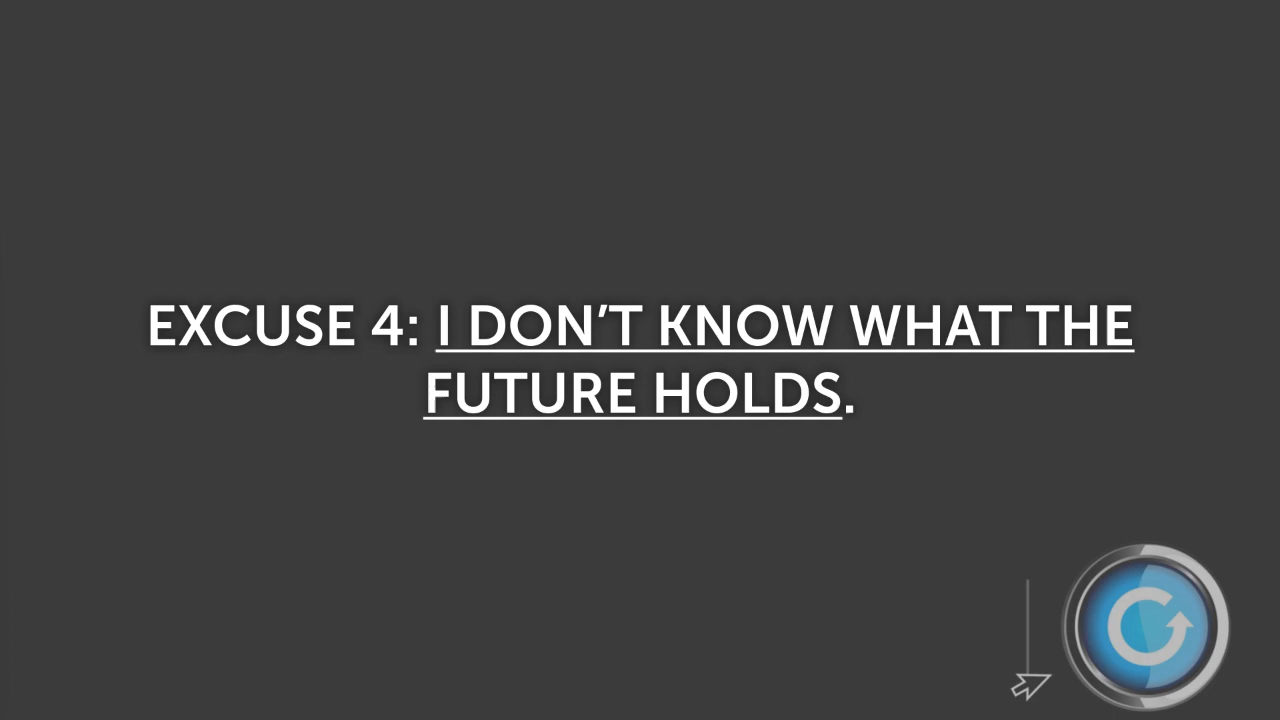 EXCUSE 4: I DON’T KNOW WHAT THE
FUTURE HOLDS.